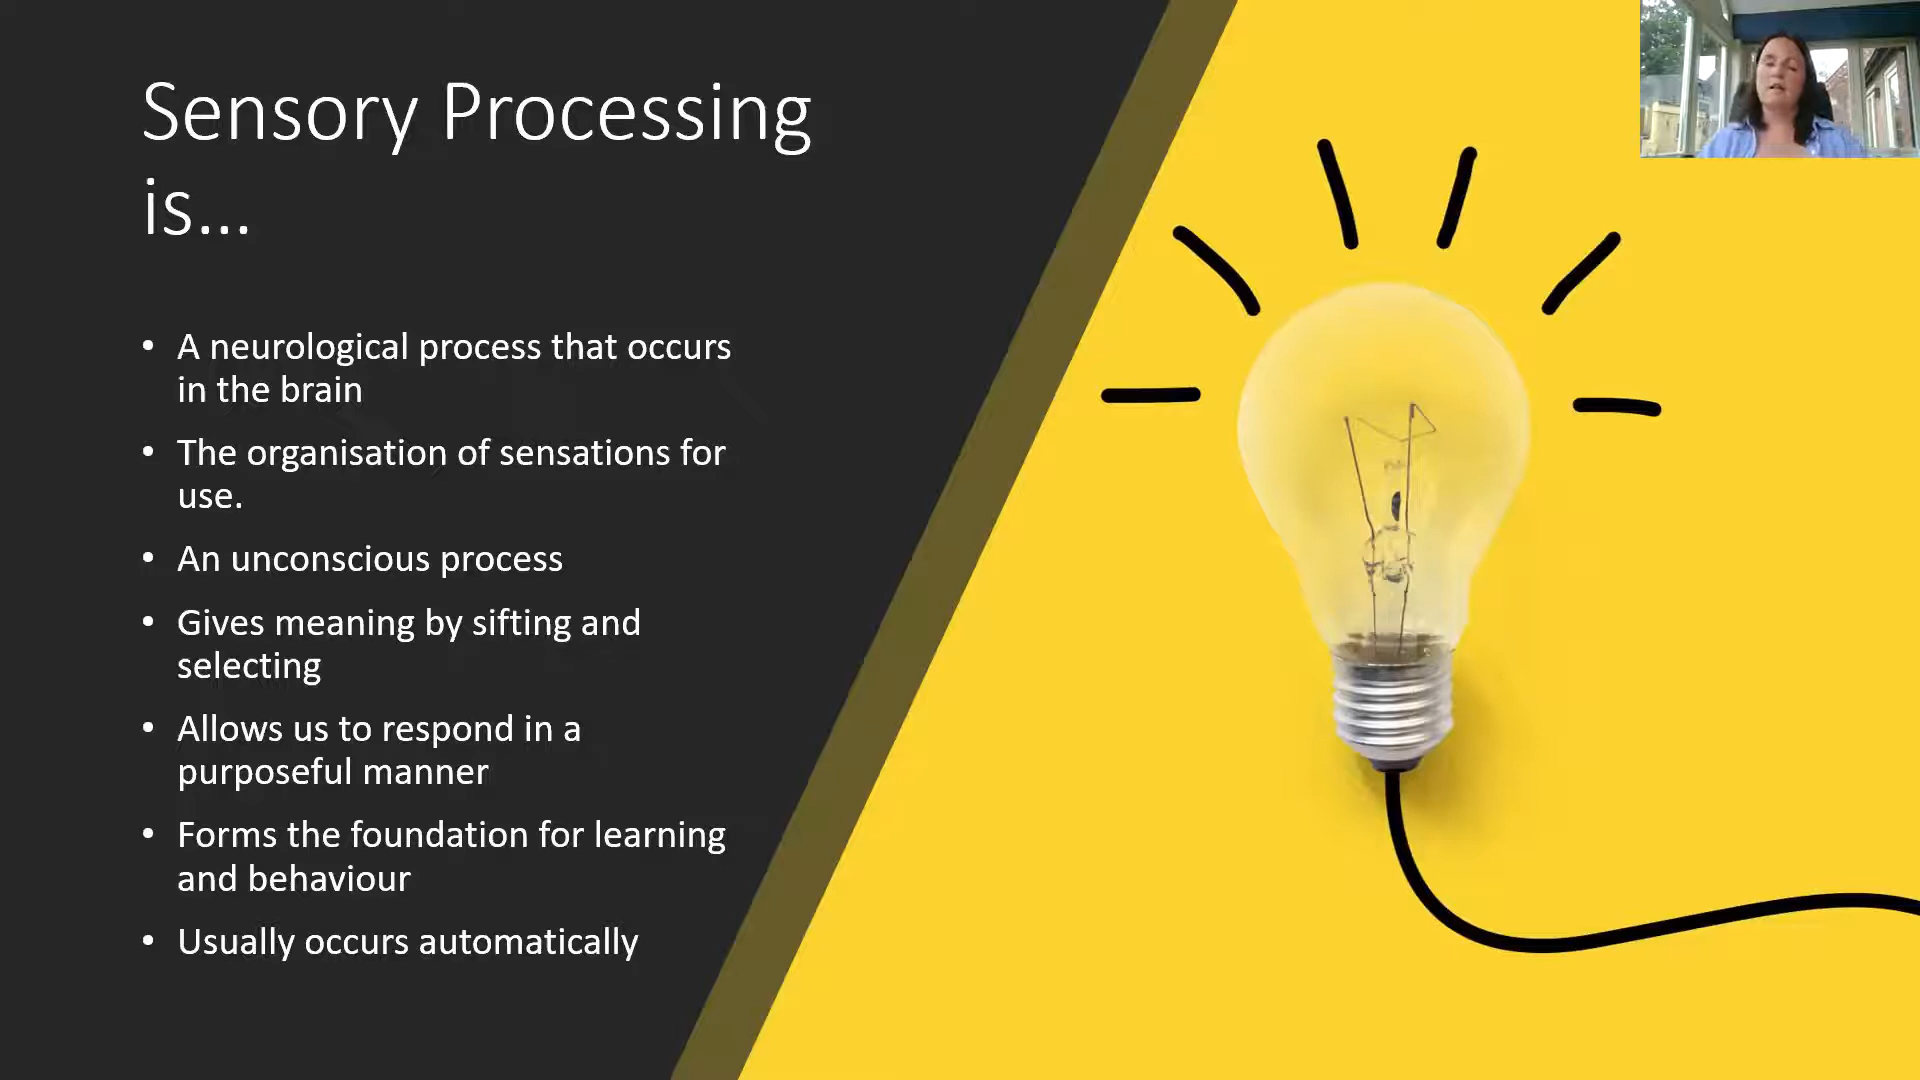 Sensory Processing
is...
• A neurological process that occurs
in the brain
• The organisation of sensations for
use.
• An unconscious process
• Gives meaning by sifting and
selecting
• Allows us to respond in a
purposeful manner
• Forms the foundation for learning
and behaviour
• Usually occurs automatically